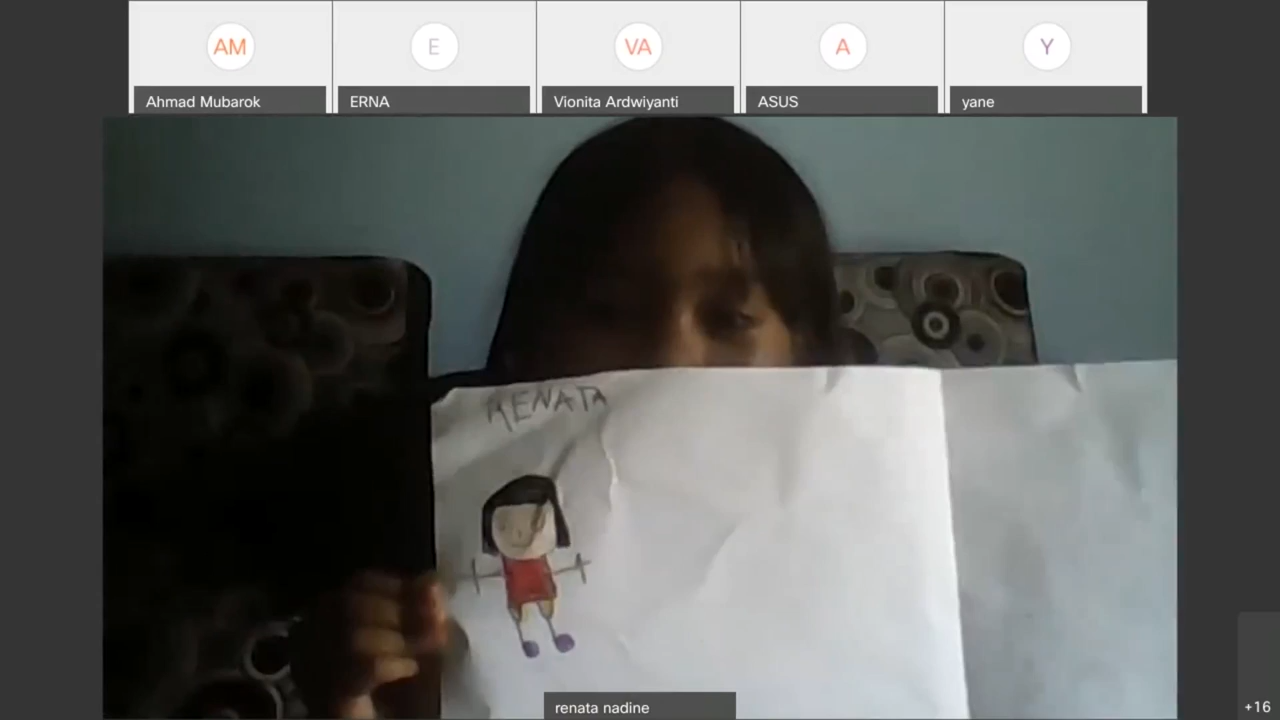 AM
E
VA
A
Y
Ahmad Mubarok
ERNA
Vionita Ardwiyanti
ASUS
yane
RENATA
renata nadine
+16